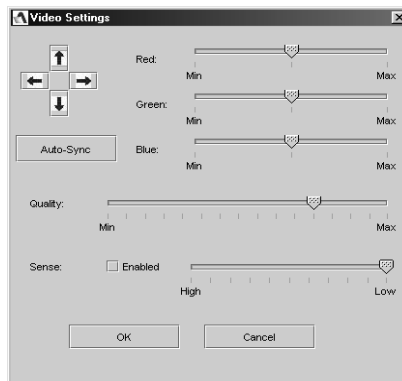 Video Settings
Red:
Min Max
Green:
Min Max
Auto-Sync
Blue:
Min Max
Quality:
Min Max
Sense: Enabled
High Low
OK Cancel